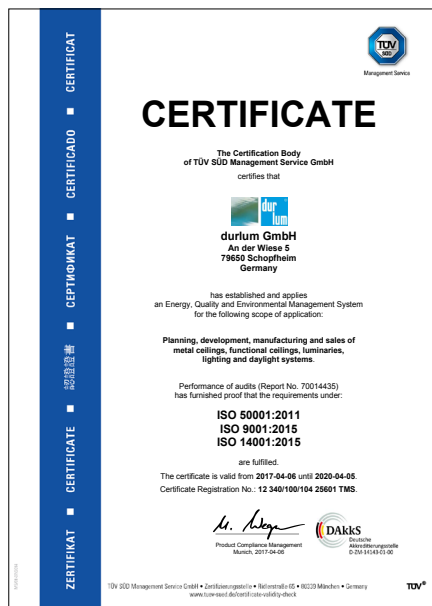 TÜV
SÜD
Management Service
CERTIFICATE
The Certification Body
of TÜV SÜD Management Service GmbH
certifies that
dur
lum
durlum GmbH
An der Wiese 5
79650 Schopfheim
Germany
has established and applies
an Energy, Quality and Environmental Management System
for the following scope of application:
Planning, development, manufacturing and sales of
metal ceilings, functional ceilings, luminaries,
lighting and daylight systems.
Performance of audits (Report No. 70014435)
has furnished proof that the requirements under:
ISO 50001:2011
ISO 9001:2015
ISO 14001:2015
are fulfilled.
The certificate is valid from 2017-04-06 until 2020-04-05.
Certificate Registration No.: 12 340/100/104 25601 TMS.
Product Compliance Management
Munich, 2017-04-06
DAkkS
Deutsche
Akkreditierungsstelle
D-ZM-14143-01-00
TÜV SÜD Management Service GmbH • Zertifizierungsstelle • Ridlerstraße 65 • 80339 München • Germany
www.tuev-sued.de/certificate-validity-check
TÜV®
ZERTIFIKAT ■ CERTIFICATE ■ 認證證書 ■ СЕРТИФИКАТ ■ CERTIFICADO ■ CERTIFICAT